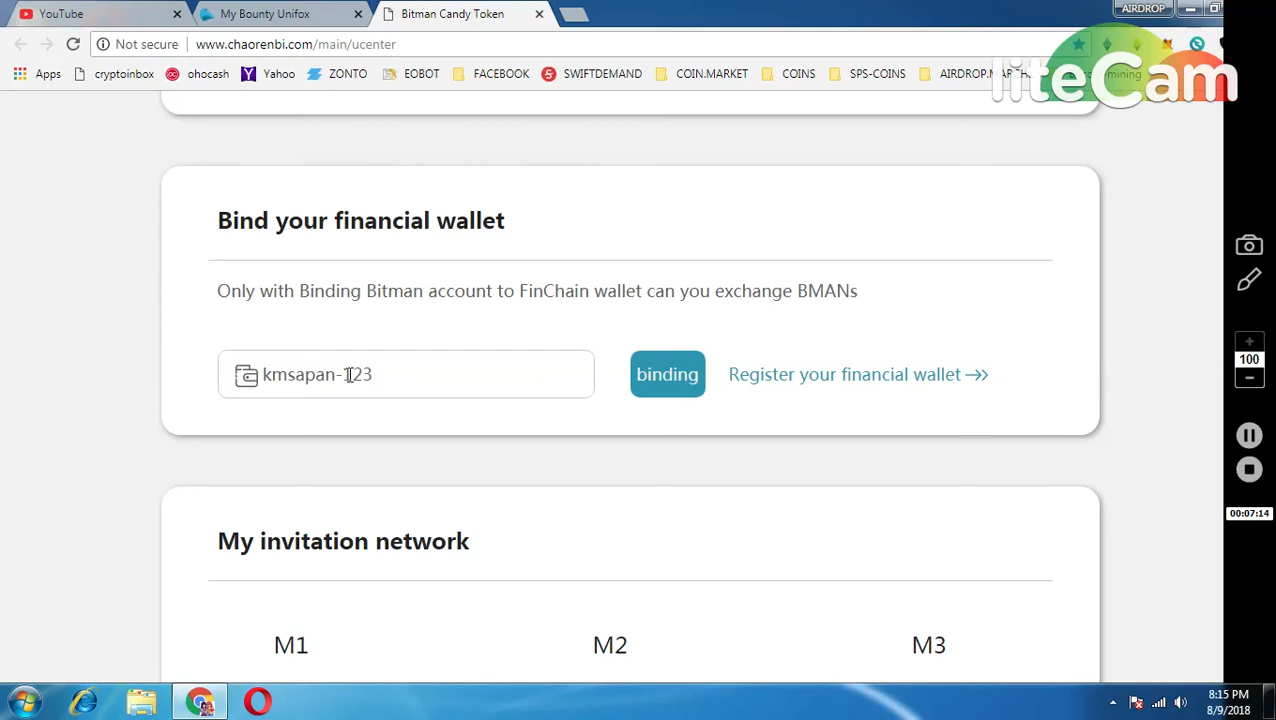 YouTube
My Bounty Unifox
Bitman Candy Token
AIRDROP
Not secure
www.chaorenbi.com/main/ucenter
Apps
cryptoinbox
ohocash
Yahoo
ZONTO
EOBOT
FACEBOOK
SWIFTDEMAND
COIN.MARKET
COINS
SPS-COINS
mining
liteCam
Bind your financial wallet
Only with Binding Bitman account to FinChain wallet can you exchange BMANs
kmsapan-123
binding
Register your financial wallet
100
00:07:14
My invitation network
M1
M2
M3
8:15 PM
8/9/2018